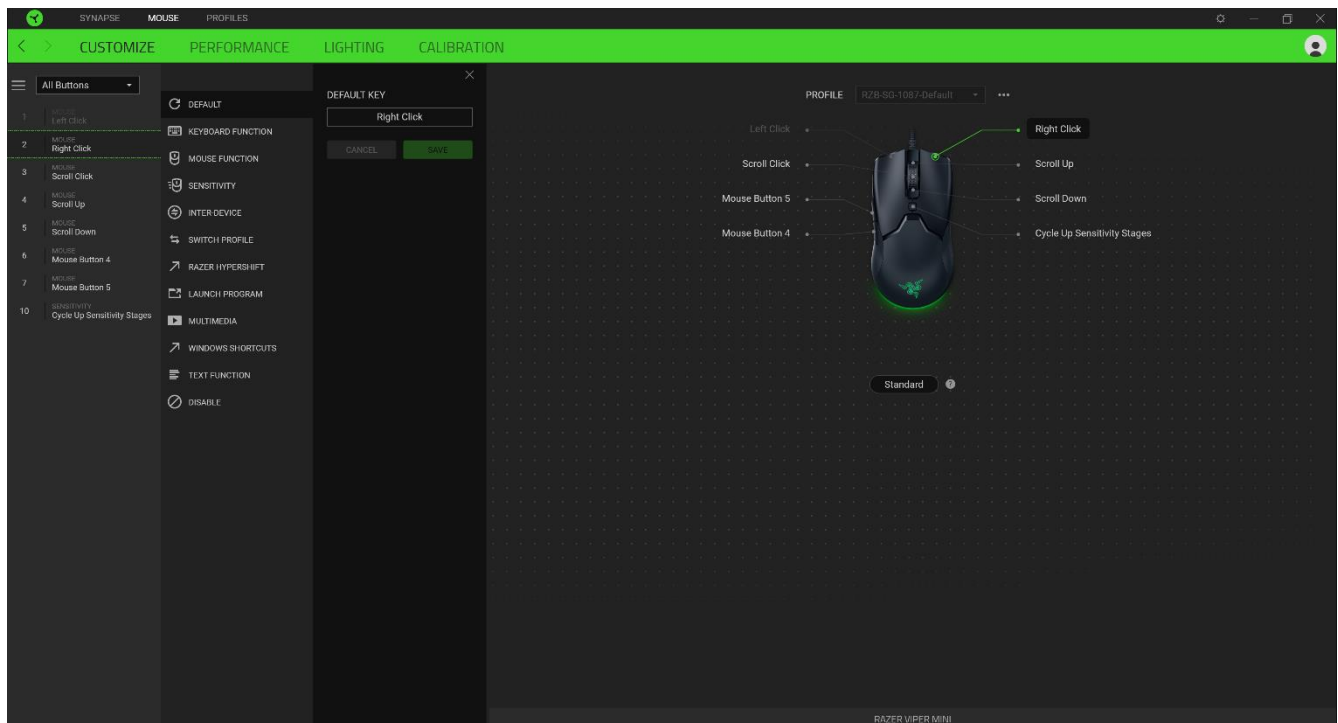 SYNAPSE MOUSE PROFILES
CUSTOMIZE PERFORMANCE LIGHTING CALIBRATION
All Buttons
1 MOUSE
Left Click
2 MOUSE
Right Click
3 MOUSE
Scroll Click
4 MOUSE
Scroll Up
5 MOUSE
Scroll Down
6 MOUSE
Mouse Button 4
7 MOUSE
Mouse Button 5
10 SENSITIVITY
Cycle Up Sensitivity Stages
DEFAULT
KEYBOARD FUNCTION
MOUSE FUNCTION
SENSITIVITY
INTER-DEVICE
SWITCH PROFILE
RAZER HYPERSHIFT
LAUNCH PROGRAM
MULTIMEDIA
WINDOWS SHORTCUTS
TEXT FUNCTION
DISABLE
DEFAULT KEY
Right Click
CANCEL SAVE
PROFILE RZB-SG-1087-Default
Left Click
Scroll Click
Mouse Button 5
Mouse Button 4
Right Click
Scroll Up
Scroll Down
Cycle Up Sensitivity Stages
Standard ?
RAZER VIPER MINI